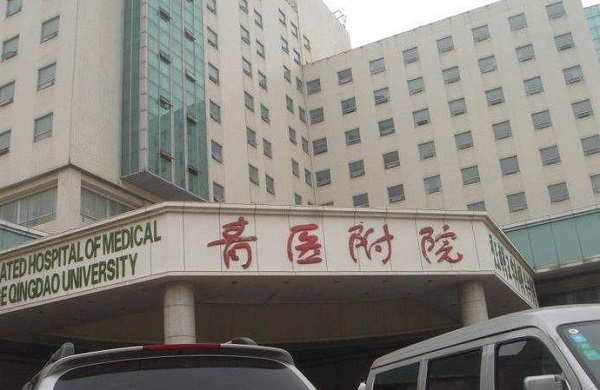 ATED HOSPITAL OF MEDICAL
E QINGDAO UNIVERSITY
青医附院